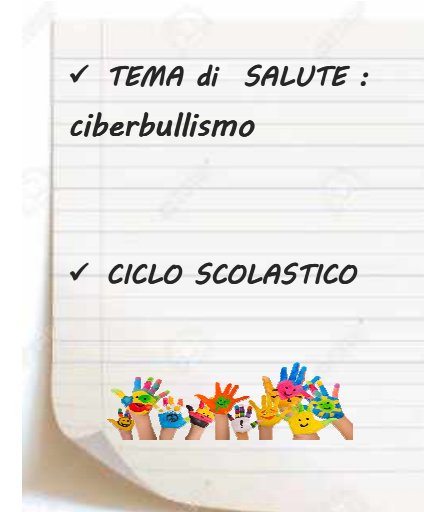 ✓ TEMA di SALUTE :
ciberbullismo
✓ CICLO SCOLASTICO